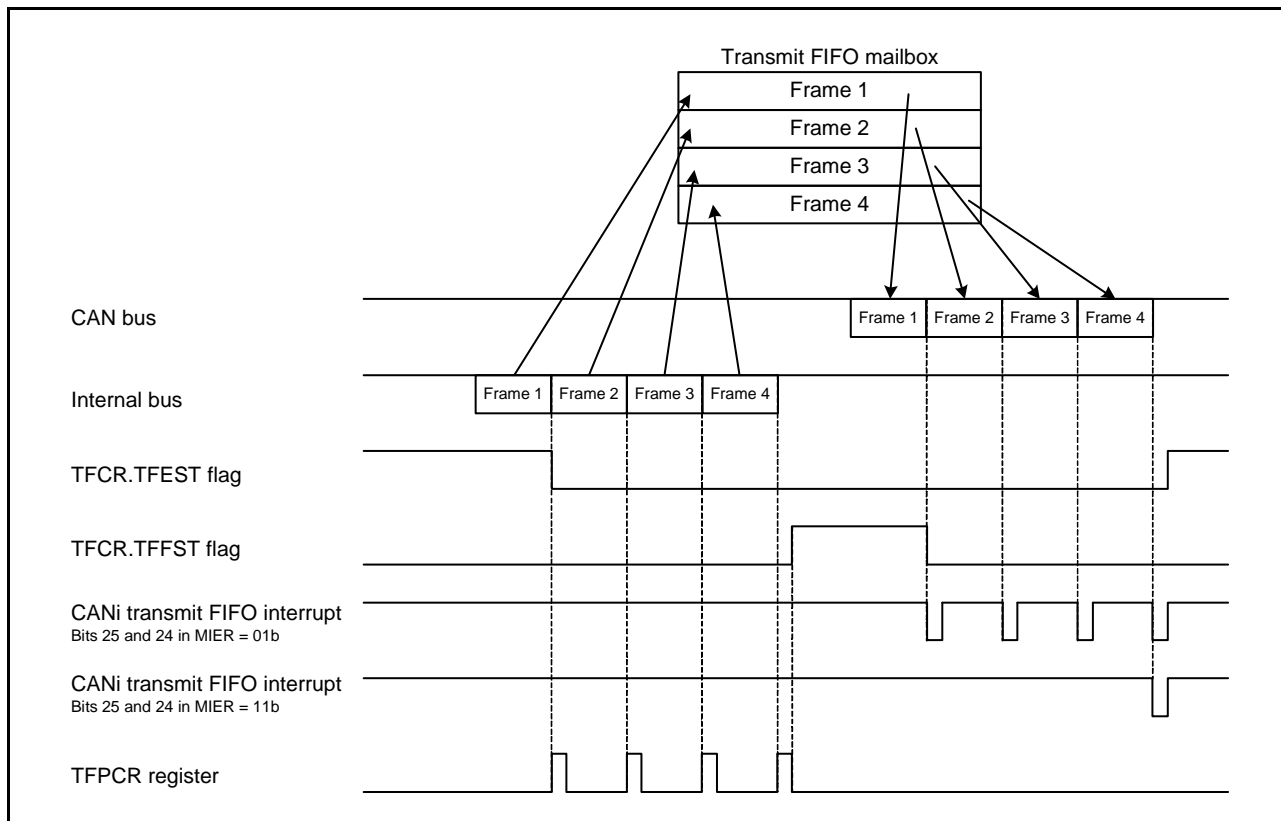 Transmit FIFO mailbox
Frame 1
Frame 2
Frame 3
Frame 4
CAN bus
Frame 1 Frame 2 Frame 3 Frame 4
Internal bus
Frame 1 Frame 2 Frame 3 Frame 4
TFCR.TFEST flag
TFCR.TFFST flag
CANi transmit FIFO interrupt
Bits 25 and 24 in MIER = 01b
CANi transmit FIFO interrupt
Bits 25 and 24 in MIER = 11b
TFPCR register